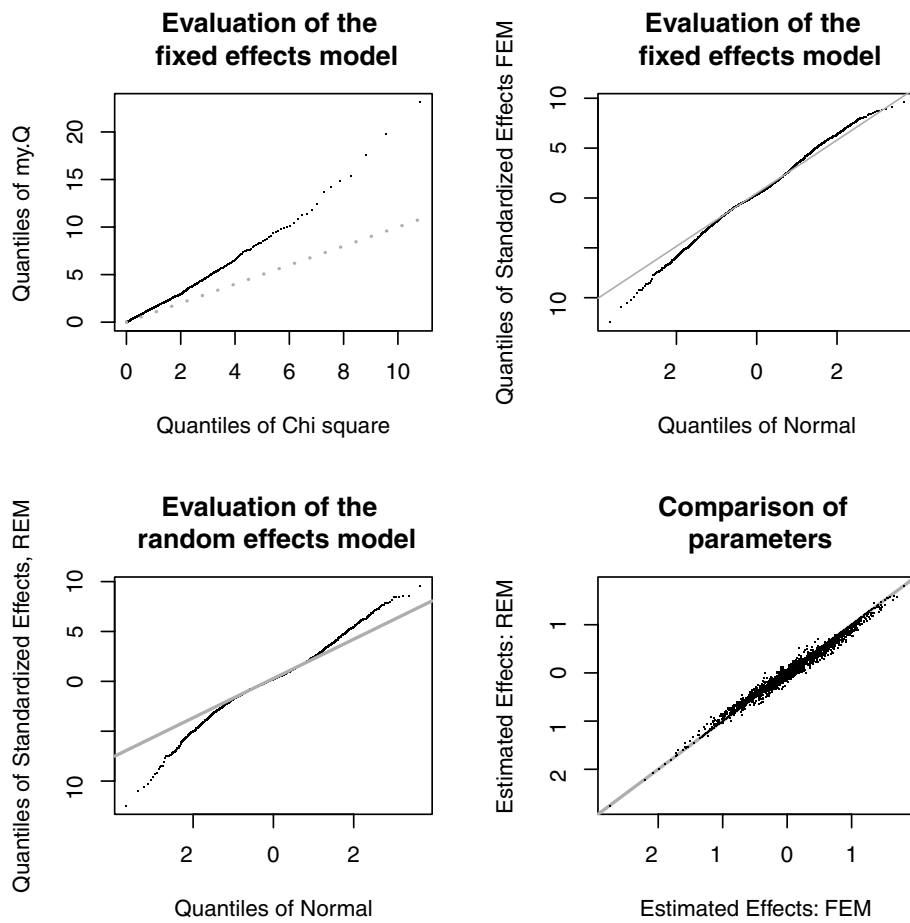 Evaluation of the
fixed effects model
Quantiles of my.Q
20
15
10
5
0
0 2 4 6 8 10
Quantiles of Chi square
Evaluation of the
fixed effects model
Quantiles of Standardized Effects FEM
10
5
0
10
2 0 2
Quantiles of Normal
Evaluation of the
random effects model
Quantiles of Standardized Effects, REM
10
5
0
10
2 0 2
Quantiles of Normal
Comparison of
parameters
Estimated Effects: REM
1
0
1
2
2 1 0 1
Estimated Effects: FEM